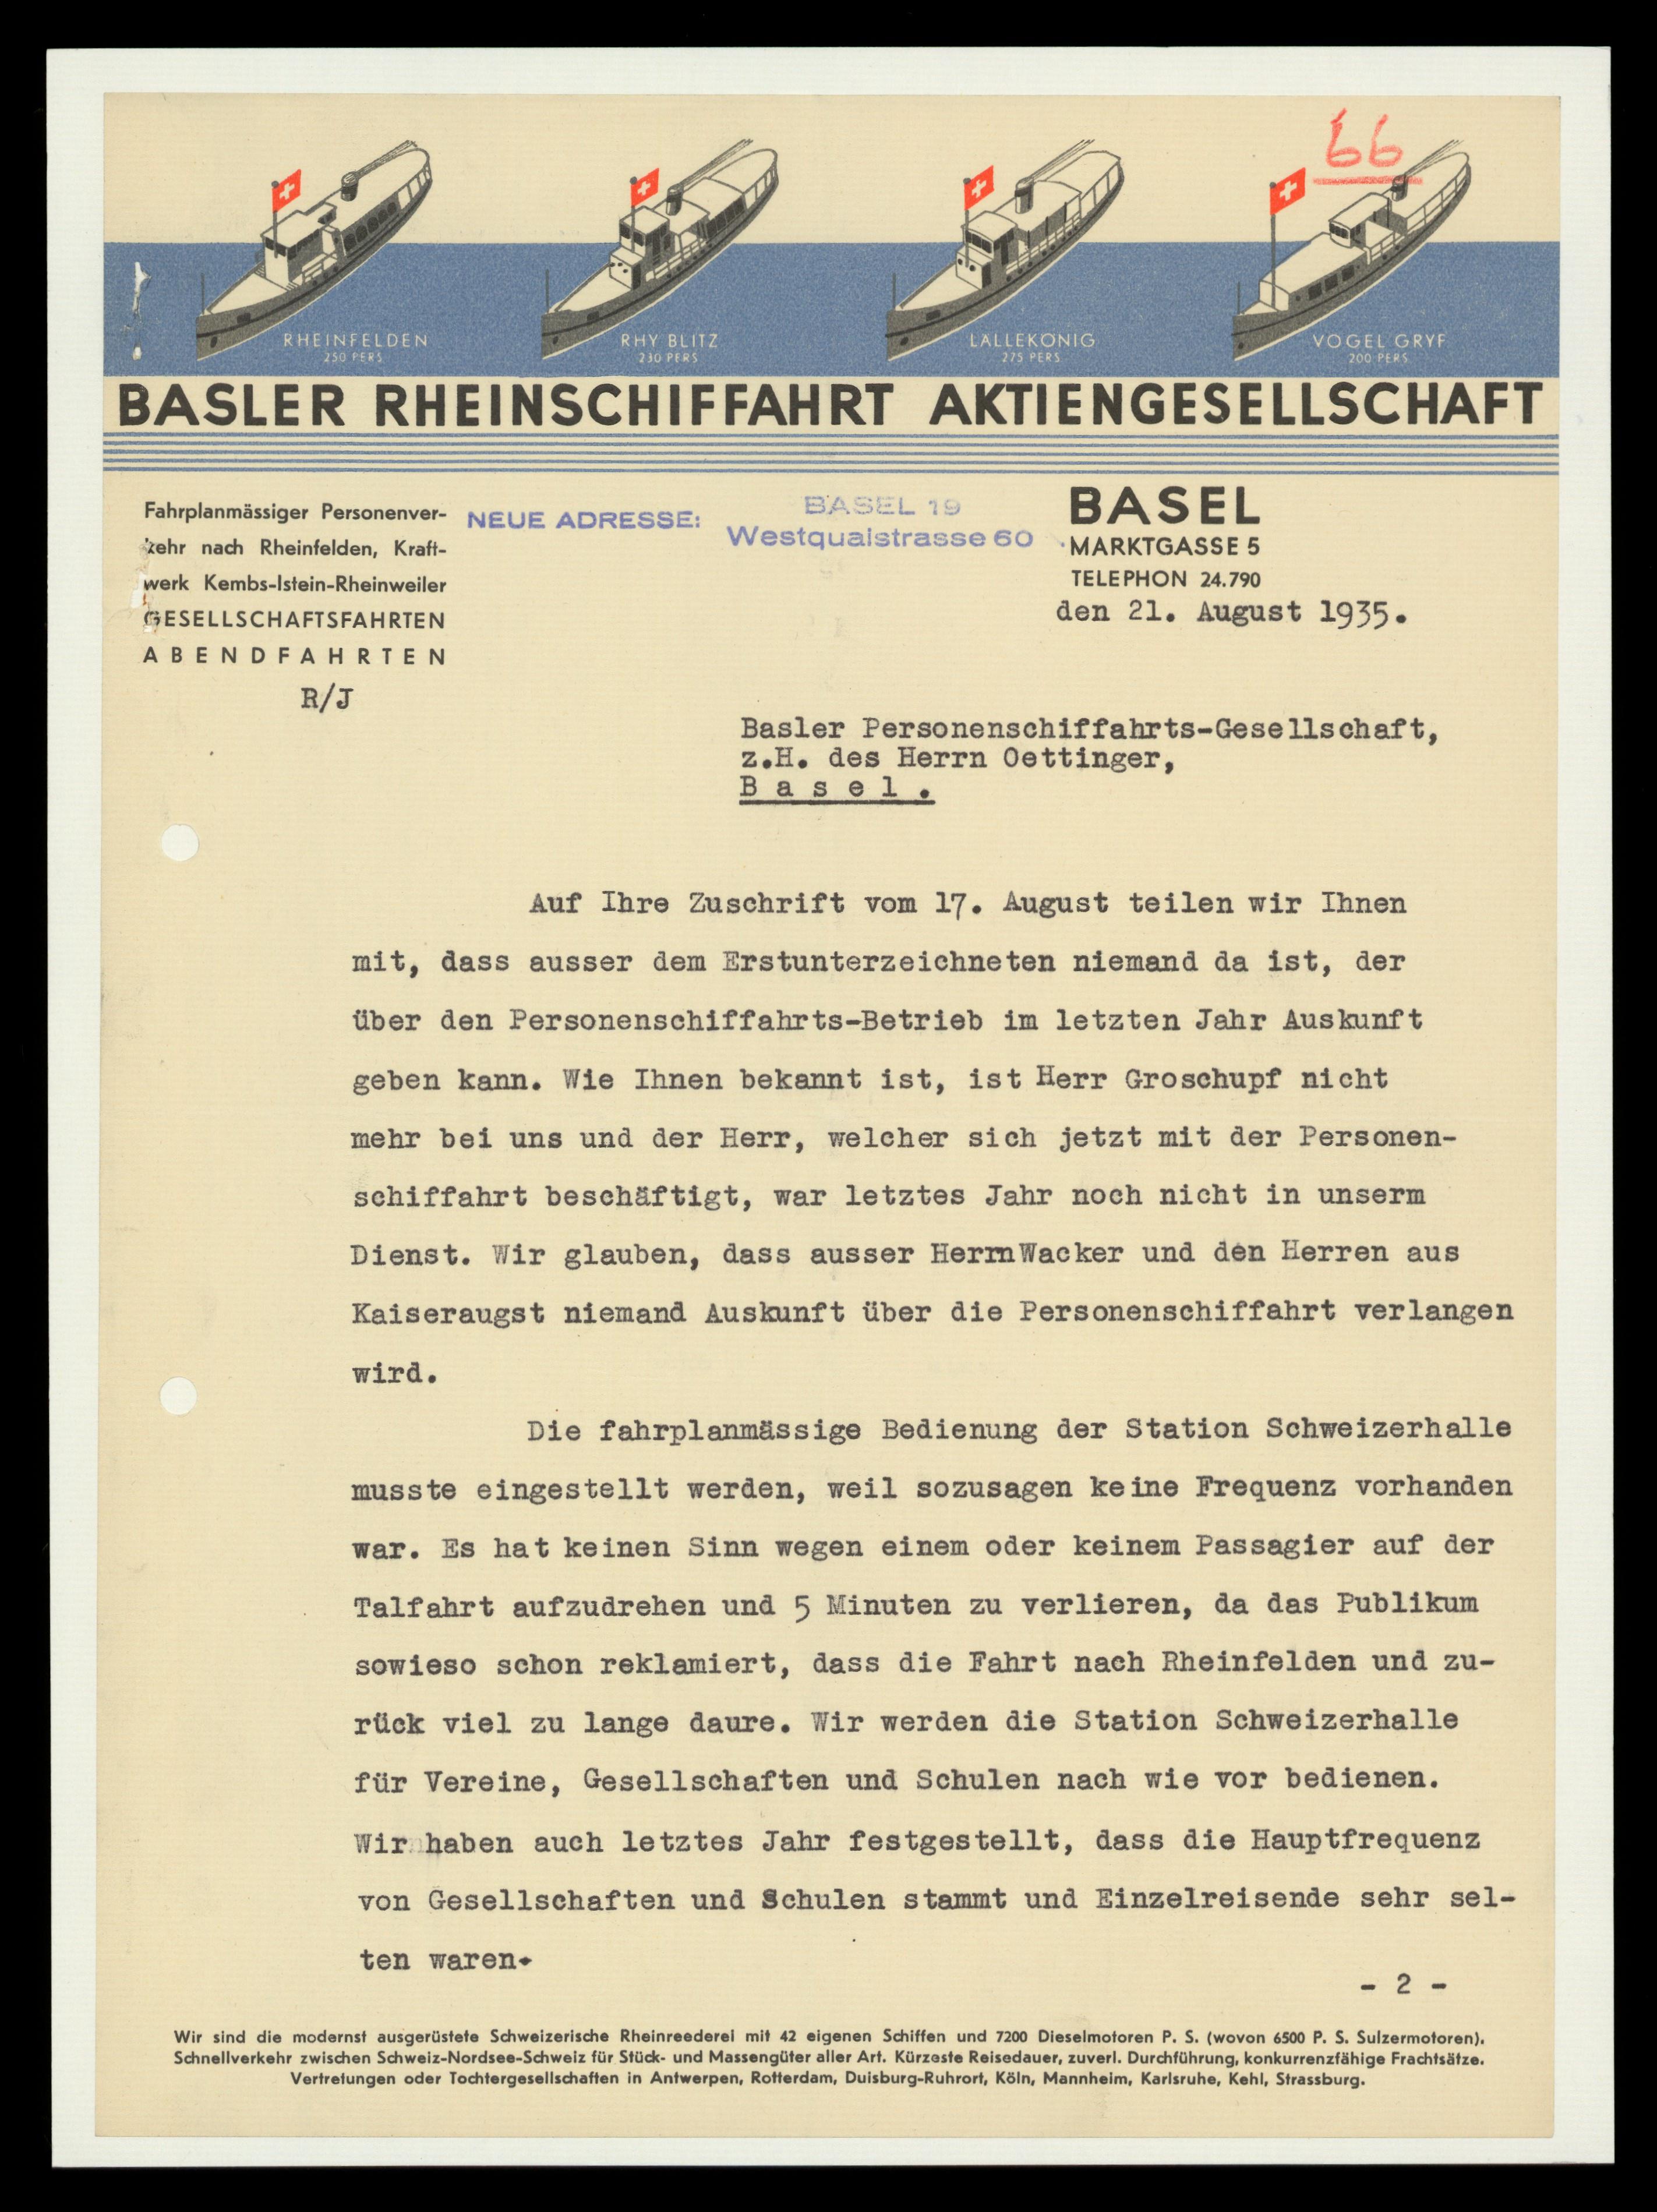 66
RHEINFELDEN
250 PERS
RHY BLITZ
230 PERS
LÄLLEKÖNIG
275 PERS
VOGEL GRYF
200 PERS
BASLER RHEINSCHIFFAHRT AKTIENGESELLSCHAFT
Fahrplanmässiger Personenver-
kehr nach Rheinfelden, Kraft-
werk Kembs-Istein-Rheinweiler
GESELLSCHAFTSFAHRTEN
ABENDFAHRTEN
R/J
NEUE ADRESSE:
BASEL 19
Westquaistrasse 60
BASEL
MARKTGASSE 5
TELEPHON 24.790
den 21. August 1935.
Basler Personenschiffahrts-Gesellschaft,
z.H. des Herrn Oettinger,
B a s e l .
Auf Ihre Zuschrift vom 17. August teilen wir Ihnen
mit, dass ausser dem Erstunterzeichneten niemand da ist, der
über den Personenschiffahrts-Betrieb im letzten Jahr Auskunft
geben kann. Wie Ihnen bekannt ist, ist Herr Groschupf nicht
mehr bei uns und der Herr, welcher sich jetzt mit der Personen-
schiffahrt beschäftigt, war letztes Jahr noch nicht in unserm
Dienst. Wir glauben, dass ausser Herrn Wacker und den Herren aus
Kaiseraugst niemand Auskunft über die Personenschiffahrt verlangen
wird.
Die fahrplanmässige Bedienung der Station Schweizerhalle
musste eingestellt werden, weil sozusagen keine Frequenz vorhanden
war. Es hat keinen Sinn wegen einem oder keinem Passagier auf der
Talfahrt aufzudrehen und 5 Minuten zu verlieren, da das Publikum
sowieso schon reklamiert, dass die Fahrt nach Rheinfelden und zu-
rück viel zu lange daure. Wir werden die Station Schweizerhalle
für Vereine, Gesellschaften und Schulen nach wie vor bedienen.
Wir haben auch letztes Jahr festgestellt, dass die Hauptfrequenz
von Gesellschaften und Schulen stammt und Einzelreisende sehr sel-
ten waren.
- 2 -
Wir sind die modernst ausgerüstete Schweizerische Rheinreederei mit 42 eigenen Schiffen und 7200 Dieselmotoren P. S. (wovon 6500 P. S. Sulzermotoren).
Schnellverkehr zwischen Schweiz-Nordsee-Schweiz für Stück- und Massengüter aller Art. Kürzeste Reisedauer, zuverl. Durchführung, konkurrenzfähige Frachtsätze.
Vertretungen oder Tochtergesellschaften in Antwerpen, Rotterdam, Duisburg-Ruhrort, Köln, Mannheim, Karlsruhe, Kehl, Strassburg.